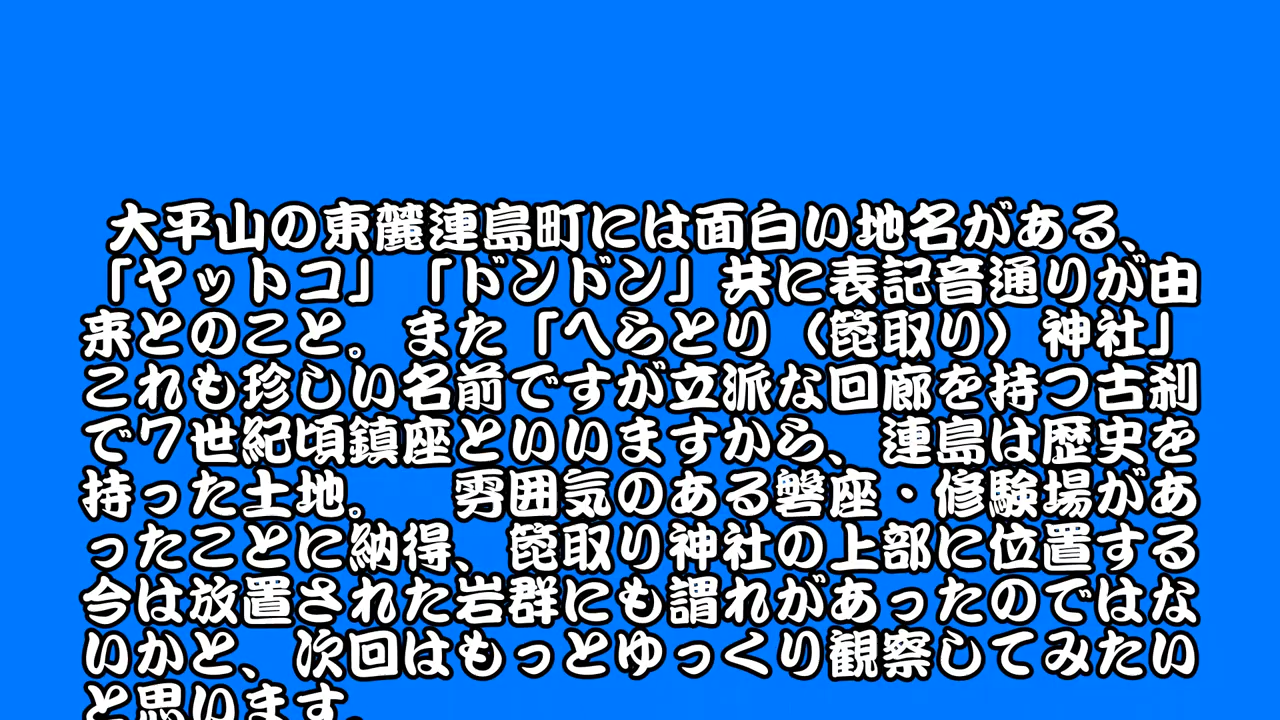 大平山の東麓連島町には面白い地名がある、
「ヤットコ」「ドンドン」共に表記音通りが由
来とのこと。また「へらとり（箆取り）神社」
これも珍しい名前ですが立派な回廊を持つ古刹
で7世紀頃鎮座といいますから、連島は歴史を
持った土地。　雰囲気のある磐座・修験場があ
ったことに納得、箆取り神社の上部に位置する
今は放置された岩群にも謂れがあったのではな
いかと、次回はもっとゆっくり観察してみたい
と思います。